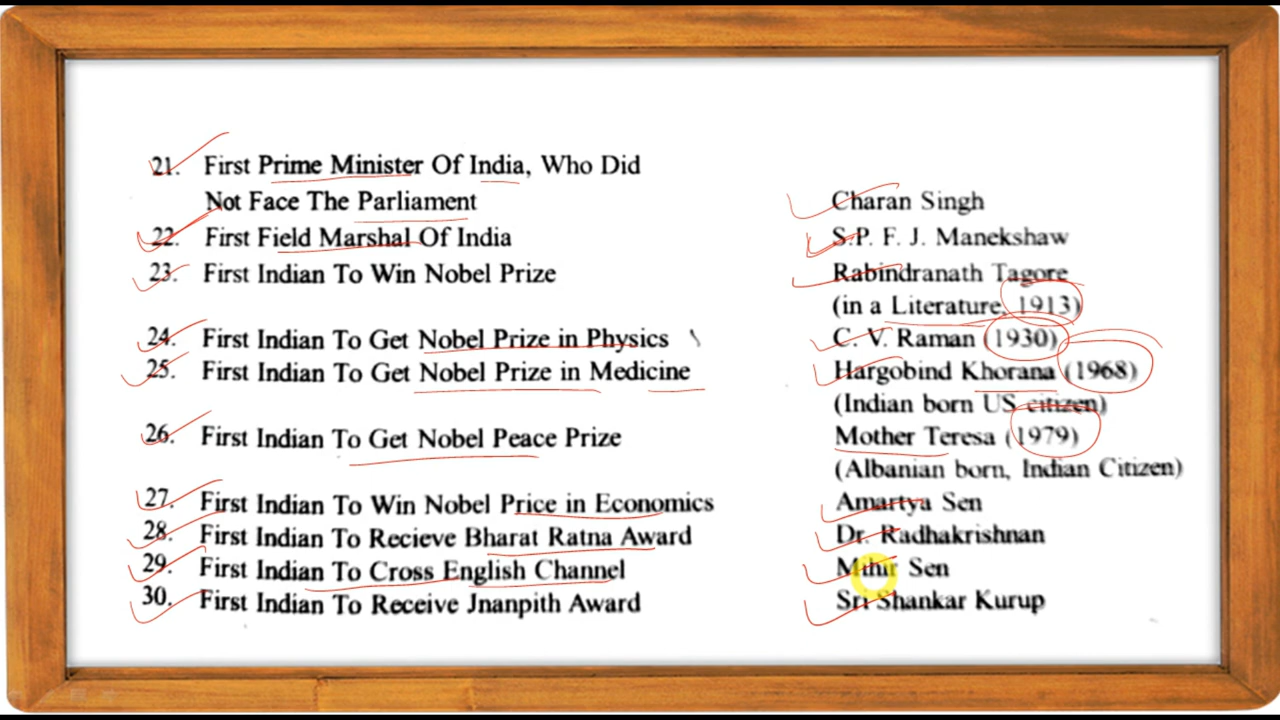 21. First Prime Minister Of India, Who Did
Not Face The Parliament Charan Singh
22. First Field Marshal Of India S.P. F. J. Manekshaw
23. First Indian To Win Nobel Prize Rabindranath Tagore
(in a Literature, 1913)
24. First Indian To Get Nobel Prize in Physics C. V. Raman (1930)
25. First Indian To Get Nobel Prize in Medicine Hargobind Khorana (1968)
(Indian born US citizen)
26. First Indian To Get Nobel Peace Prize Mother Teresa (1979)
(Albanian born, Indian Citizen)
27. First Indian To Win Nobel Price in Economics Amartya Sen
28. First Indian To Recieve Bharat Ratna Award Dr. Radhakrishnan
29. First Indian To Cross English Channel Mihir Sen
30. First Indian To Receive Jnanpith Award Sri Shankar Kurup